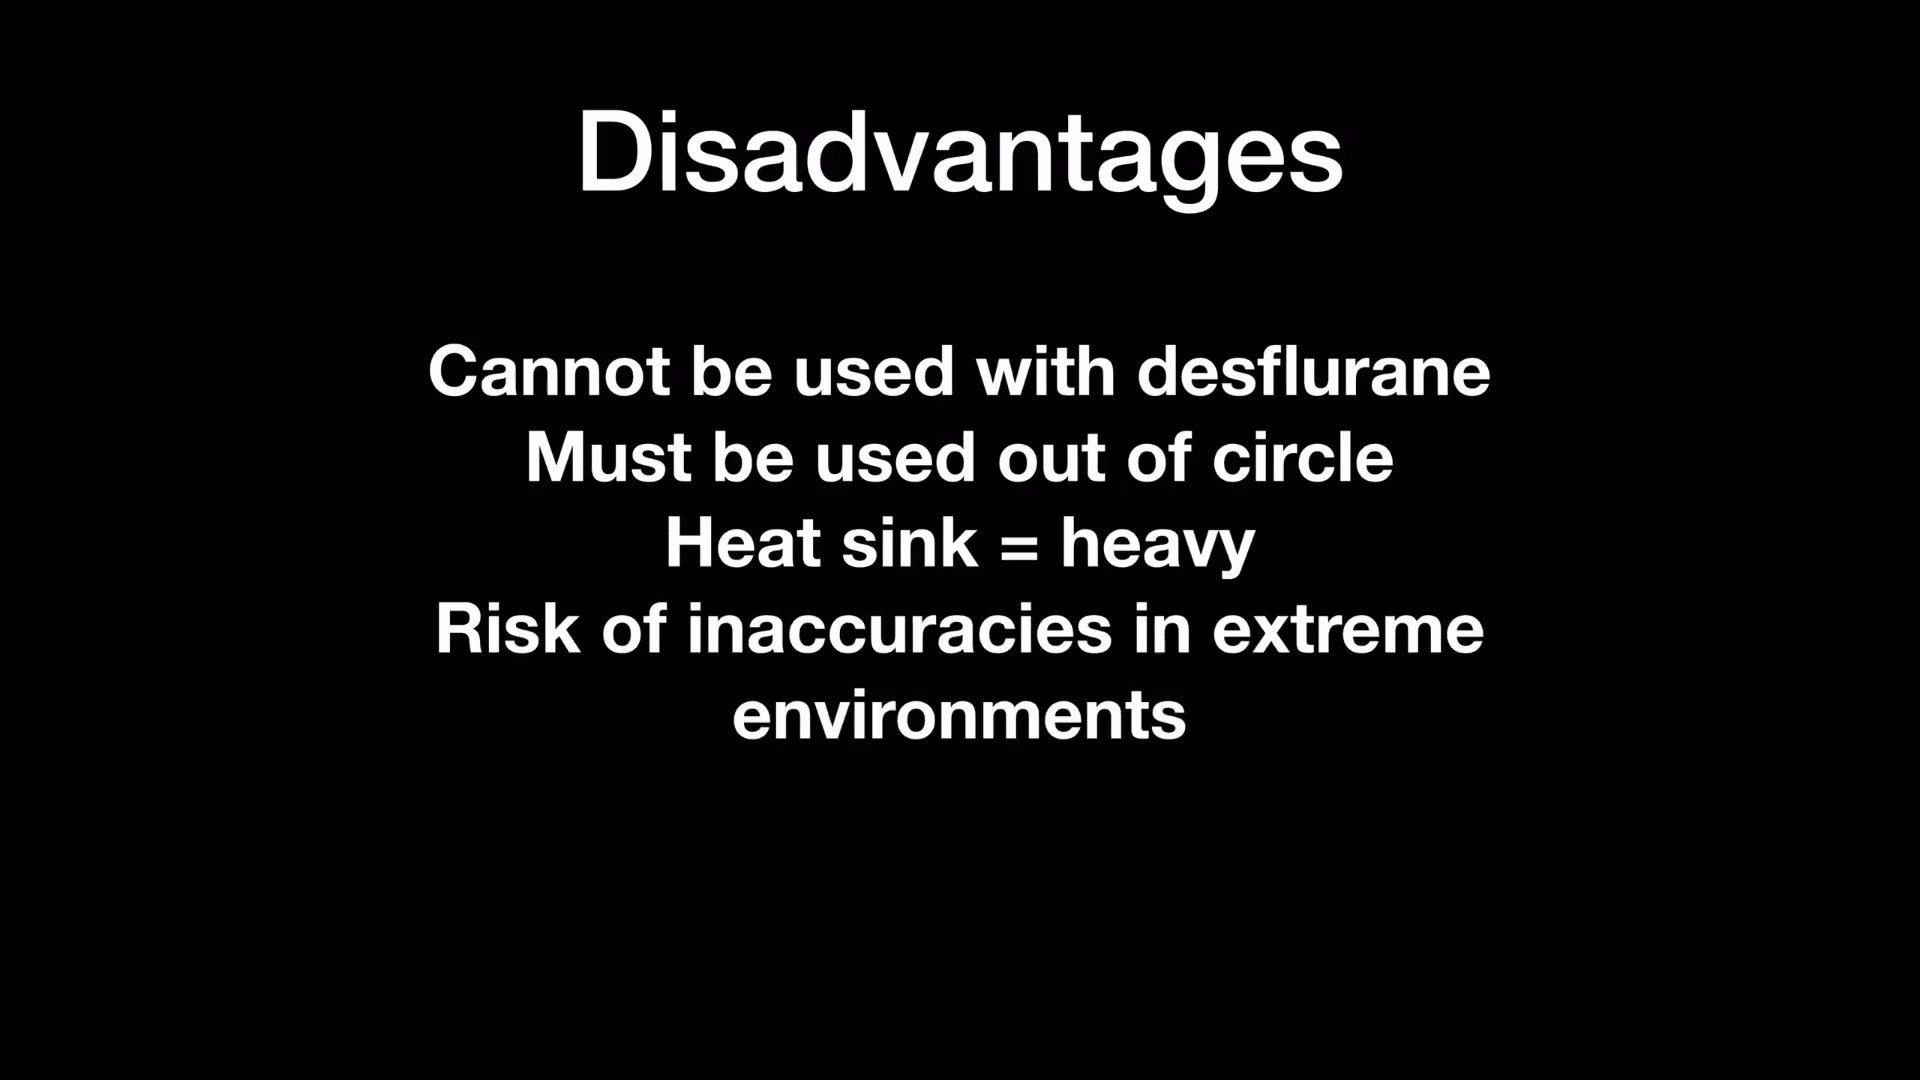 Disadvantages
Cannot be used with desflurane
Must be used out of circle
Heat sink = heavy
Risk of inaccuracies in extreme
environments